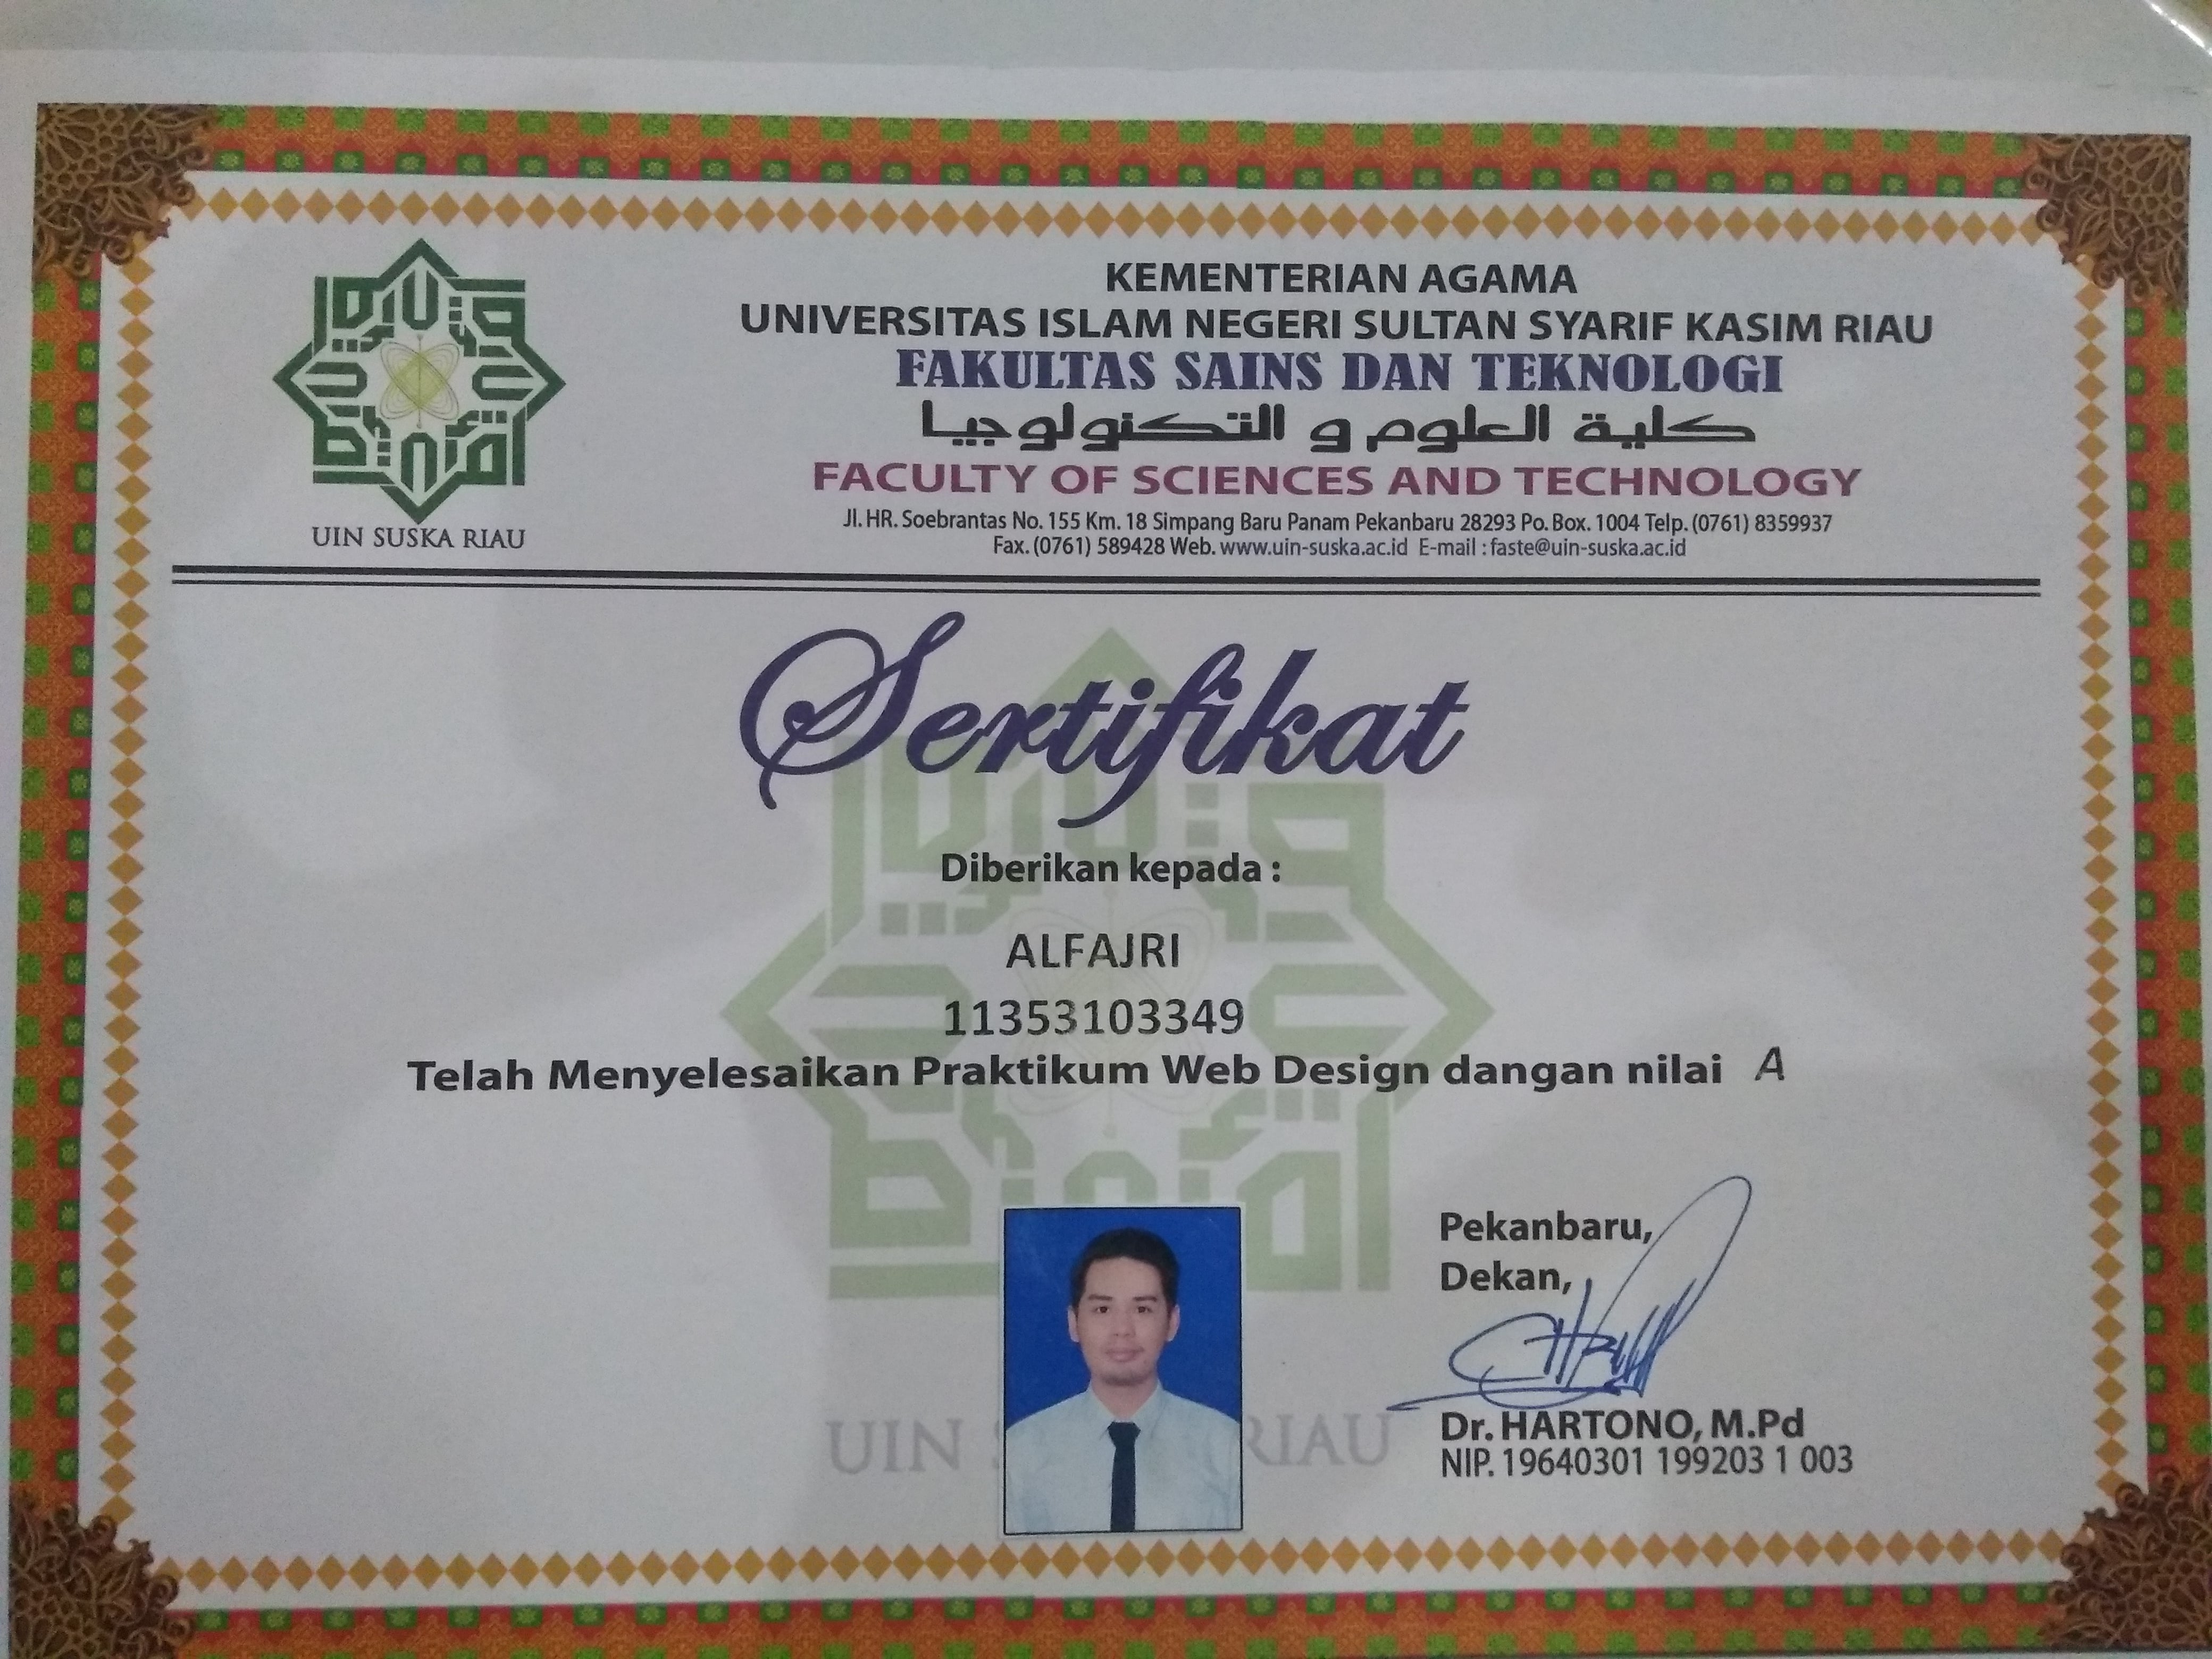 KEMENTERIAN AGAMA
UNIVERSITAS ISLAM NEGERI SULTAN SYARIF KASIM RIAU
FAKULTAS SAINS DAN TEKNOLOGI
كلية العلوم و التكنولوجيا
FACULTY OF SCIENCES AND TECHNOLOGY
Jl. HR. Soebrantas No. 155 Km. 18 Simpang Baru Panam Pekanbaru 28293 Po. Box. 1004 Telp. (0761) 8359937
Fax. (0761) 589428 Web. www.uin-suska.ac.id E-mail : faste@uin-suska.ac.id
UIN SUSKA RIAU
Sertifikat
Diberikan kepada :
ALFAJRI
11353103349
Telah Menyelesaikan Praktikum Web Design dangan nilai A
Pekanbaru,
Dekan,
Dr. HARTONO, M.Pd
NIP. 19640301 199203 1 003
UIN RIAU